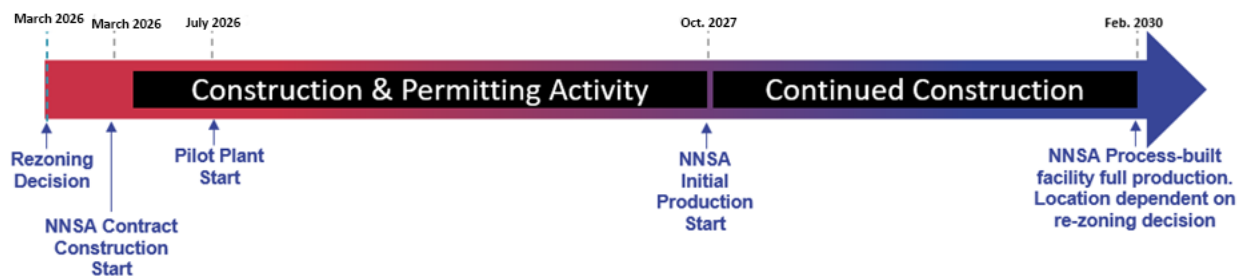 March 2026
March 2026
July 2026
Oct. 2027
Feb. 2030
Construction & Permitting Activity
Continued Construction
Rezoning
Decision
NNSA Contract
Construction
Start
Pilot Plant
Start
NNSA
Initial
Production
Start
NNSA Process-built
facility full production.
Location dependent on
re-zoning decision